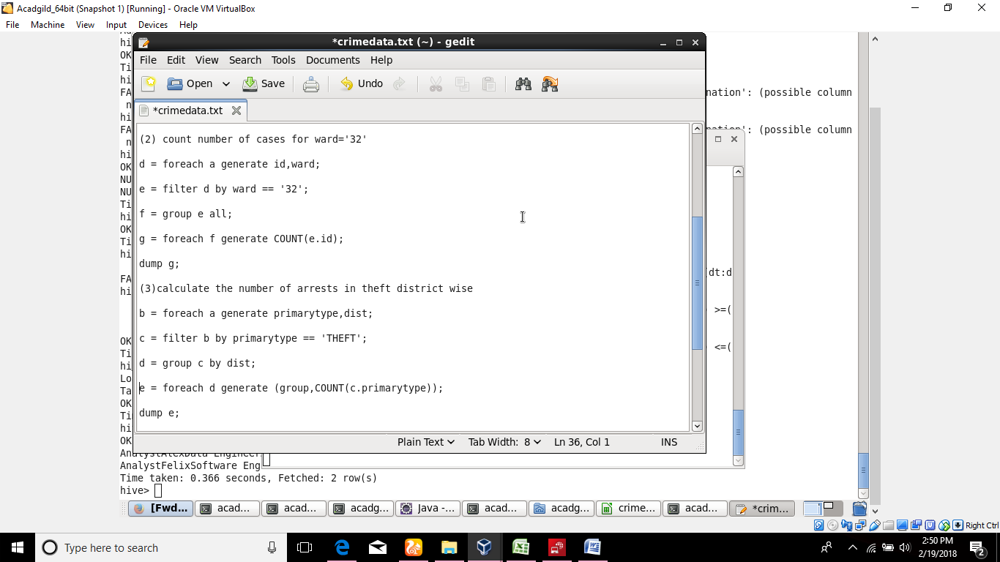 Acadgild_64bit (Snapshot 1) [Running] - Oracle VM VirtualBox
File Machine View Input Devices Help
*crimedata.txt (~) - gedit
File Edit View Search Tools Documents Help
Open Save Undo
*crimedata.txt
(2) count number of cases for ward='32'
d = foreach a generate id,ward;
e = filter d by ward == '32';
f = group e all;
g = foreach f generate COUNT(e.id);
dump g;
(3)calculate the number of arrests in theft district wise
b = foreach a generate primarytype,dist;
c = filter b by primarytype == 'THEFT';
d = group c by dist;
e = foreach d generate (group,COUNT(c.primarytype));
dump e;
Plain Text Tab Width: 8 Ln 36, Col 1 INS
hi
OK
Ti
hi
FA nation': (possible column
n
hi
FA nation': (possible column
n
hi
OK
NU
NU
Ti
hi
OK
Ti
hi
dt:d
FA
hi
>=(
OK
>=(
Ti <=(
hi
Lo
Ta
OK
Ti
hi
OK
AnalystFelixSoftware Eng
Time taken: 0.366 seconds, Fetched: 2 row(s)
hive>
[Fwd... acad... acad... acadg... Java -... acad... acadg... crime... acad... *crim...
Right Ctrl
Type here to search
2:50 PM
2/19/2018
2